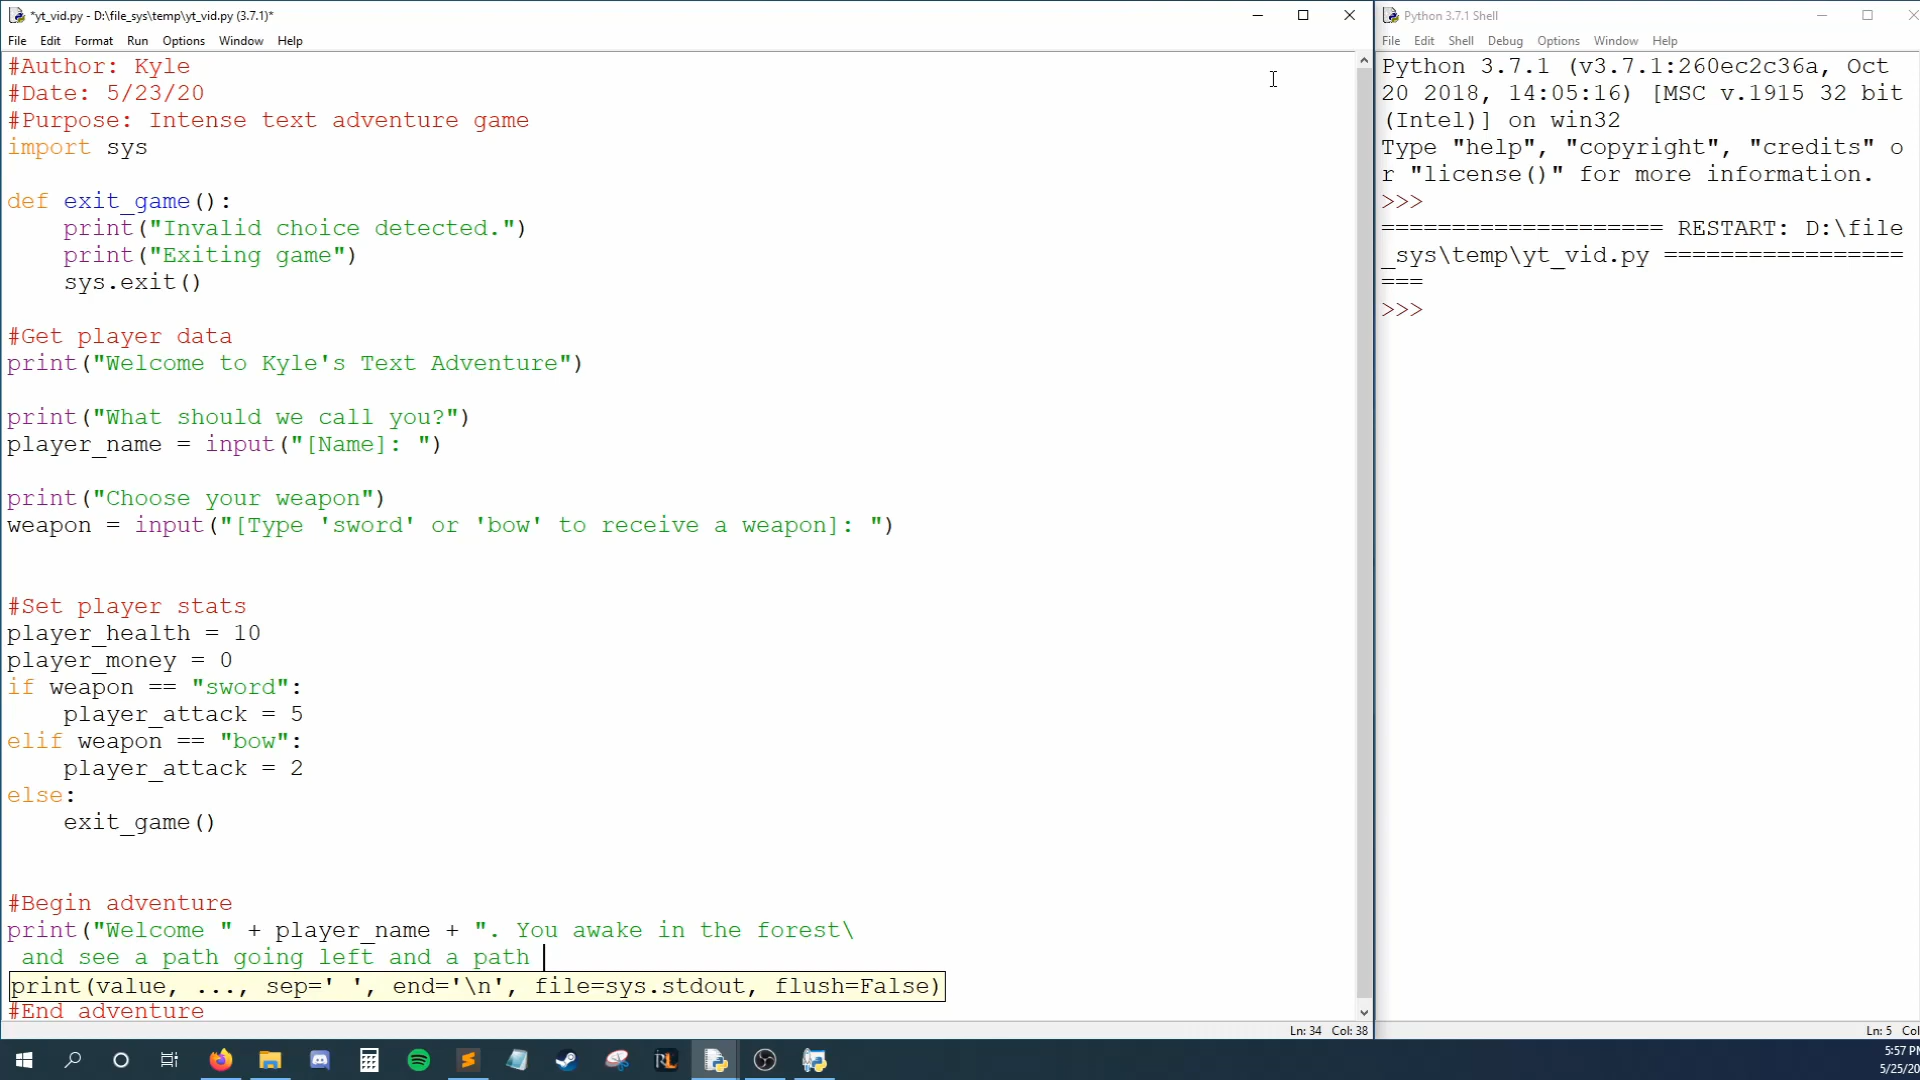 *yt_vid.py - D:\file_sys\temp\yt_vid.py (3.7.1)*
File Edit Format Run Options Window Help
#Author: Kyle
#Date: 5/23/20
#Purpose: Intense text adventure game
import sys
def exit_game():
    print("Invalid choice detected.")
    print("Exiting game")
    sys.exit()
#Get player data
print("Welcome to Kyle's Text Adventure")
print("What should we call you?")
player_name = input("[Name]: ")
print("Choose your weapon")
weapon = input("[Type 'sword' or 'bow' to receive a weapon]: ")
#Set player stats
player_health = 10
player_money = 0
if weapon == "sword":
    player_attack = 5
elif weapon == "bow":
    player_attack = 2
else:
    exit_game()
#Begin adventure
print("Welcome " + player_name + ". You awake in the forest\
 and see a path going left and a path
print(value, ..., sep=' ', end='\n', file=sys.stdout, flush=False)
#End adventure
Ln: 34 Col: 38
Python 3.7.1 Shell
File Edit Shell Debug Options Window Help
Python 3.7.1 (v3.7.1:260ec2c36a, Oct
20 2018, 14:05:16) [MSC v.1915 32 bit
(Intel)] on win32
Type "help", "copyright", "credits" o
r "license()" for more information.
>>>
==================== RESTART: D:\file
_sys\temp\yt_vid.py =================
===
>>>
Ln: 5 Col
RL
5:57 PM
5/25/20